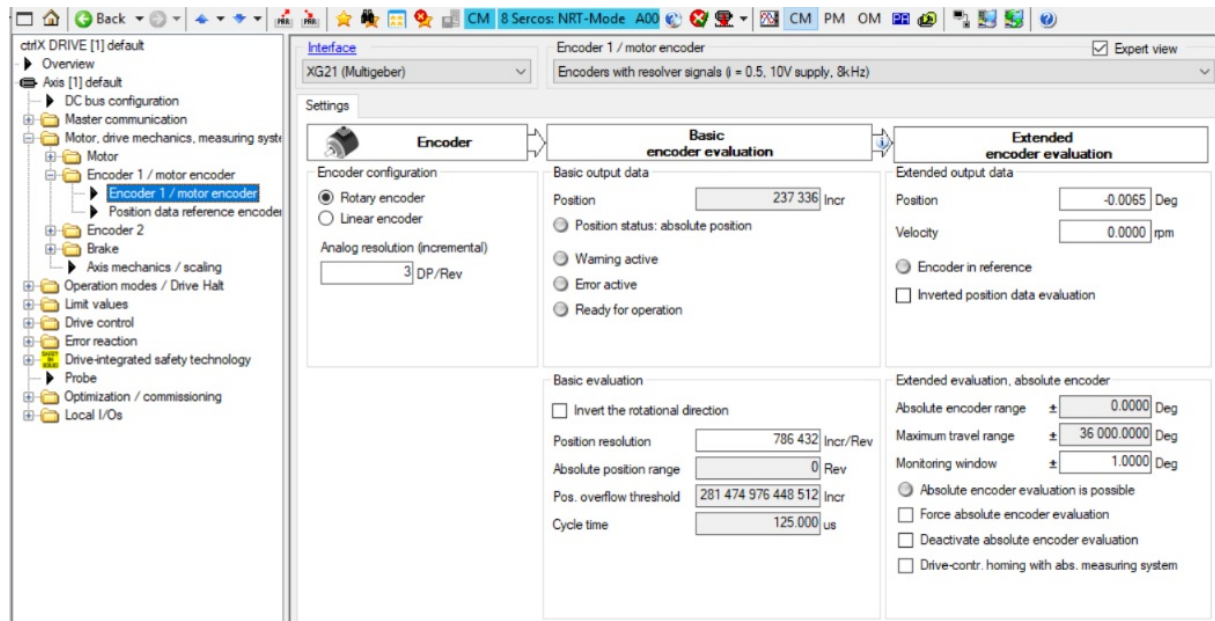 Back
CM
8 Sercos: NRT-Mode A00
CM PM OM
ctrlX DRIVE [1] default
Overview
Axis [1] default
DC bus configuration
Master communication
Motor, drive mechanics, measuring syste
Motor
Encoder 1 / motor encoder
Encoder 1 / motor encoder
Position data reference encoder
Encoder 2
Brake
Axis mechanics / scaling
Operation modes / Drive Halt
Limit values
Drive control
Error reaction
Drive-integrated safety technology
Probe
Optimization / commissioning
Local I/Os
Interface
XG21 (Multigeber)
Encoder 1 / motor encoder
Expert view
Encoders with resolver signals (i = 0.5, 10V supply, 8kHz)
Settings
Encoder
Basic
encoder evaluation
Extended
encoder evaluation
Encoder configuration
Rotary encoder
Linear encoder
Analog resolution (incremental)
3 DP/Rev
Basic output data
Position 237 336 Incr
Position status: absolute position
Warning active
Error active
Ready for operation
Extended output data
Position -0.0065 Deg
Velocity 0.0000 rpm
Encoder in reference
Inverted position data evaluation
Basic evaluation
Invert the rotational direction
Position resolution 786 432 Incr/Rev
Absolute position range 0 Rev
Pos. overflow threshold 281 474 976 448 512 Incr
Cycle time 125.000 us
Extended evaluation, absolute encoder
Absolute encoder range ± 0.0000 Deg
Maximum travel range ± 36 000.0000 Deg
Monitoring window ± 1.0000 Deg
Absolute encoder evaluation is possible
Force absolute encoder evaluation
Deactivate absolute encoder evaluation
Drive-contr. homing with abs. measuring system